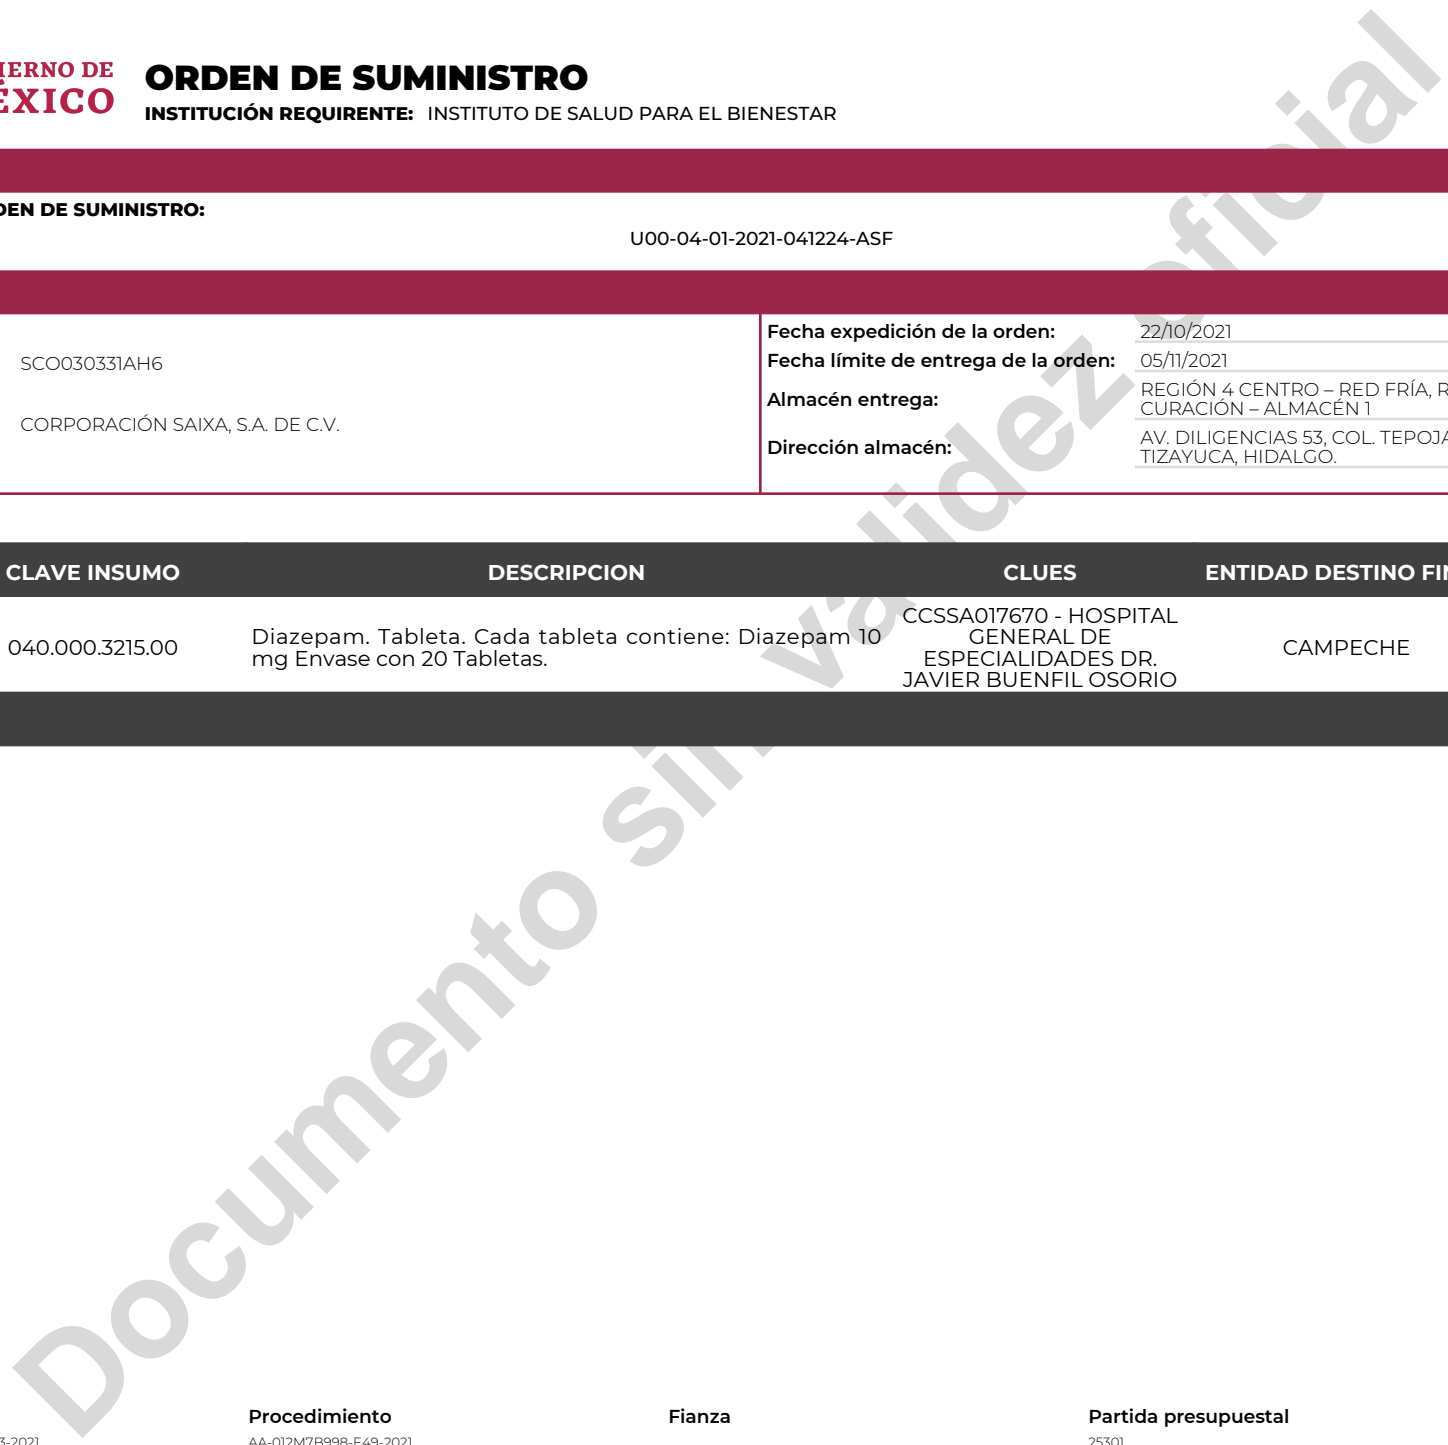 IERNO DE
ÉXICO
ORDEN DE SUMINISTRO
INSTITUCIÓN REQUIRENTE: INSTITUTO DE SALUD PARA EL BIENESTAR
DEN DE SUMINISTRO:
U00-04-01-2021-041224-ASF
SCO030331AH6
CORPORACIÓN SAIXA, S.A. DE C.V.
Fecha expedición de la orden: 22/10/2021
Fecha límite de entrega de la orden: 05/11/2021
Almacén entrega: REGIÓN 4 CENTRO – RED FRÍA, R
CURACIÓN – ALMACÉN 1
Dirección almacén: AV. DILIGENCIAS 53, COL. TEPOJA
TIZAYUCA, HIDALGO.
CLAVE INSUMO DESCRIPCION CLUES ENTIDAD DESTINO FIN
040.000.3215.00
Diazepam. Tableta. Cada tableta contiene: Diazepam 10
mg Envase con 20 Tabletas.
CCSSA017670 - HOSPITAL
GENERAL DE
ESPECIALIDADES DR.
JAVIER BUENFIL OSORIO
CAMPECHE
Documento sin validez oficial
Procedimiento Fianza Partida presupuestal
3-2021 AA-012M7B998-E49-2021 25301